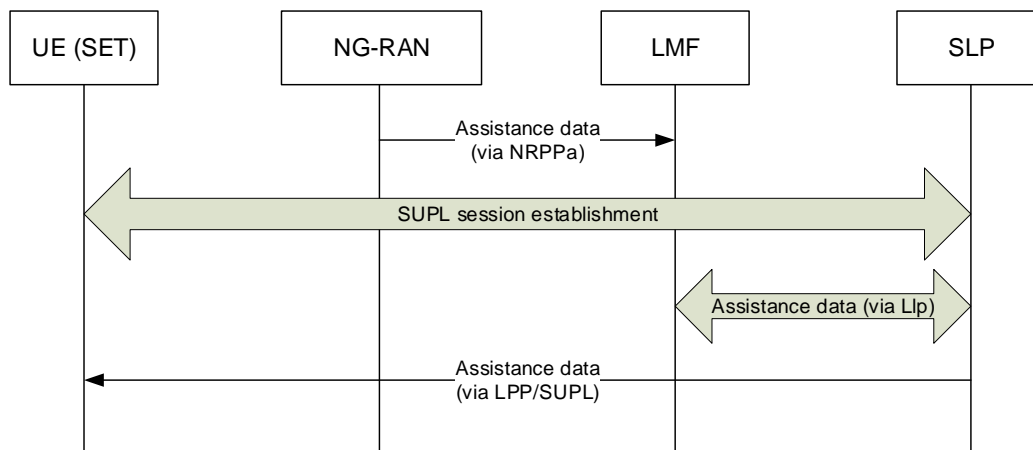 UE (SET)
NG-RAN
LMF
SLP
Assistance data
(via NRPPa)
SUPL session establishment
Assistance data (via Llp)
Assistance data
(via LPP/SUPL)